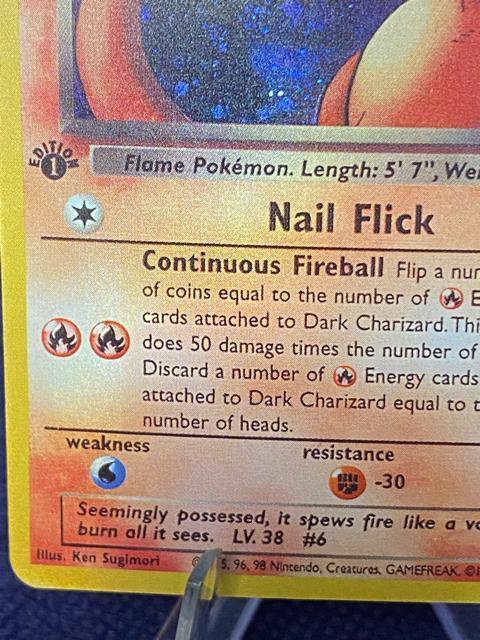 EDITION
1
Flame Pokémon. Length: 5' 7",
Nail Flick
Continuous Fireball Flip a
of coins equal to the number of
cards attached to Dark Charizard.
does 50 damage times the number of
Discard a number of Energy cards
attached to Dark Charizard equal to
number of heads.
weakness
resistance
-30
Seemingly possessed, it spews fire like a
burn all it sees. LV. 38 #6
Illus. Ken Sugimori
5, 96, 98 Nintendo, Creatures, GAMEFREAK. ©